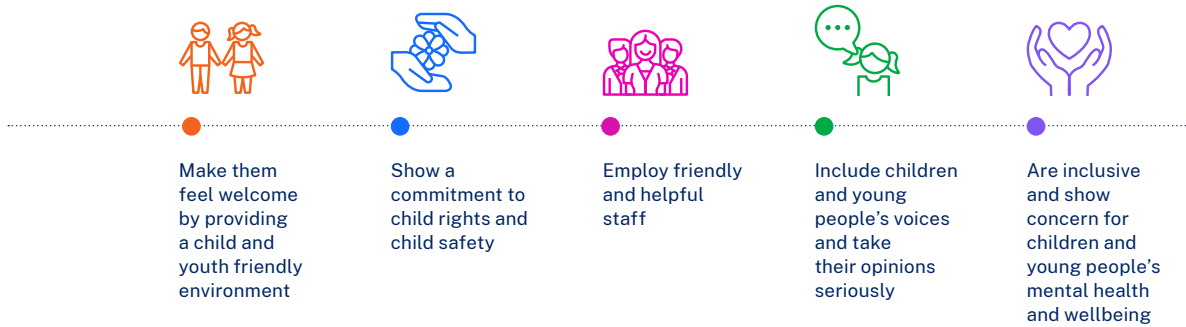 Make them
feel welcome
by providing
a child and
youth friendly
environment
Show a
commitment to
child rights and
child safety
Employ friendly
and helpful
staff
Include children
and young
people’s voices
and take
their opinions
seriously
Are inclusive
and show
concern for
children and
young people’s
mental health
and wellbeing